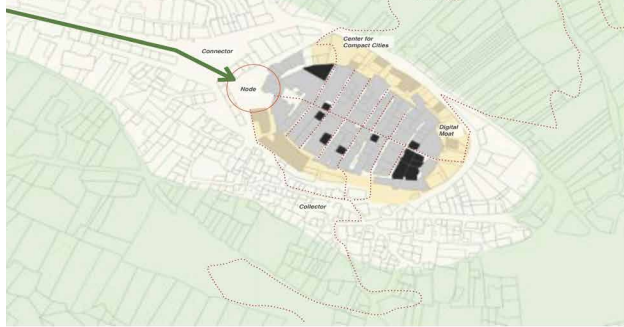 Center for
Compact Cities
Connector
Node
Digital
Moat
Collector